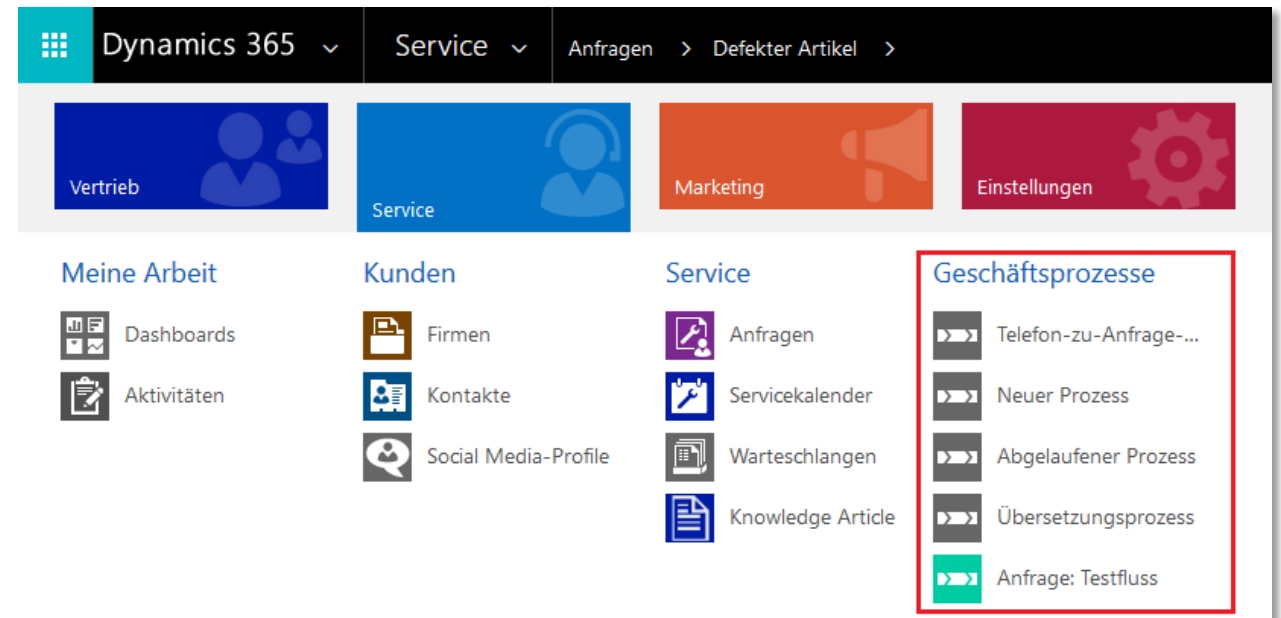 Dynamics 365
Service
Anfragen > Defekter Artikel >
Vertrieb
Service
Marketing
Einstellungen
Meine Arbeit
Dashboards
Aktivitäten
Kunden
Firmen
Kontakte
Social Media-Profile
Service
Anfragen
Servicekalender
Warteschlangen
Knowledge Article
Geschäftsprozesse
Telefon-zu-Anfrage-...
Neuer Prozess
Abgelaufener Prozess
Übersetzungsprozess
Anfrage: Testfluss